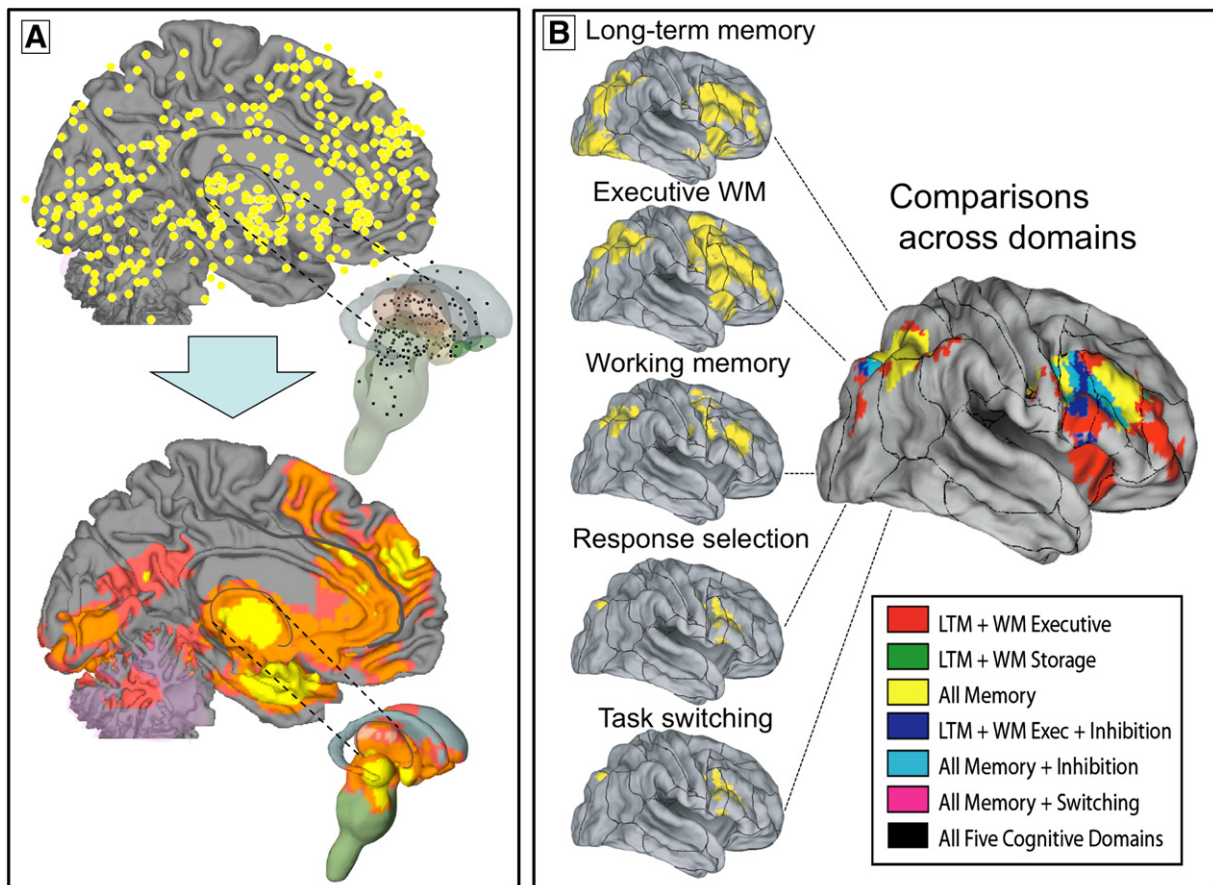 A
B
Long-term memory
Executive WM
Working memory
Response selection
Task switching
Comparisons
across domains
LTM + WM Executive
LTM + WM Storage
All Memory
LTM + WM Exec + Inhibition
All Memory + Inhibition
All Memory + Switching
All Five Cognitive Domains